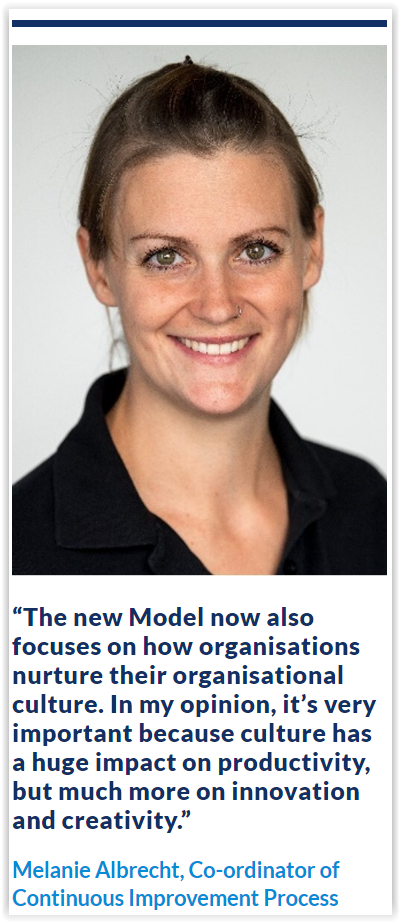 “The new Model now also
focuses on how organisations
nurture their organisational
culture. In my opinion, it’s very
important because culture has
a huge impact on productivity,
but much more on innovation
and creativity.”
Melanie Albrecht, Co-ordinator of
Continuous Improvement Process